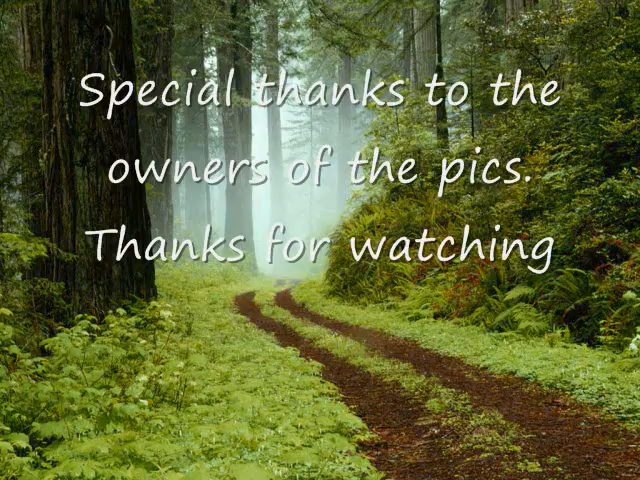 Special thanks to the
owners of the pics.
Thanks for watching